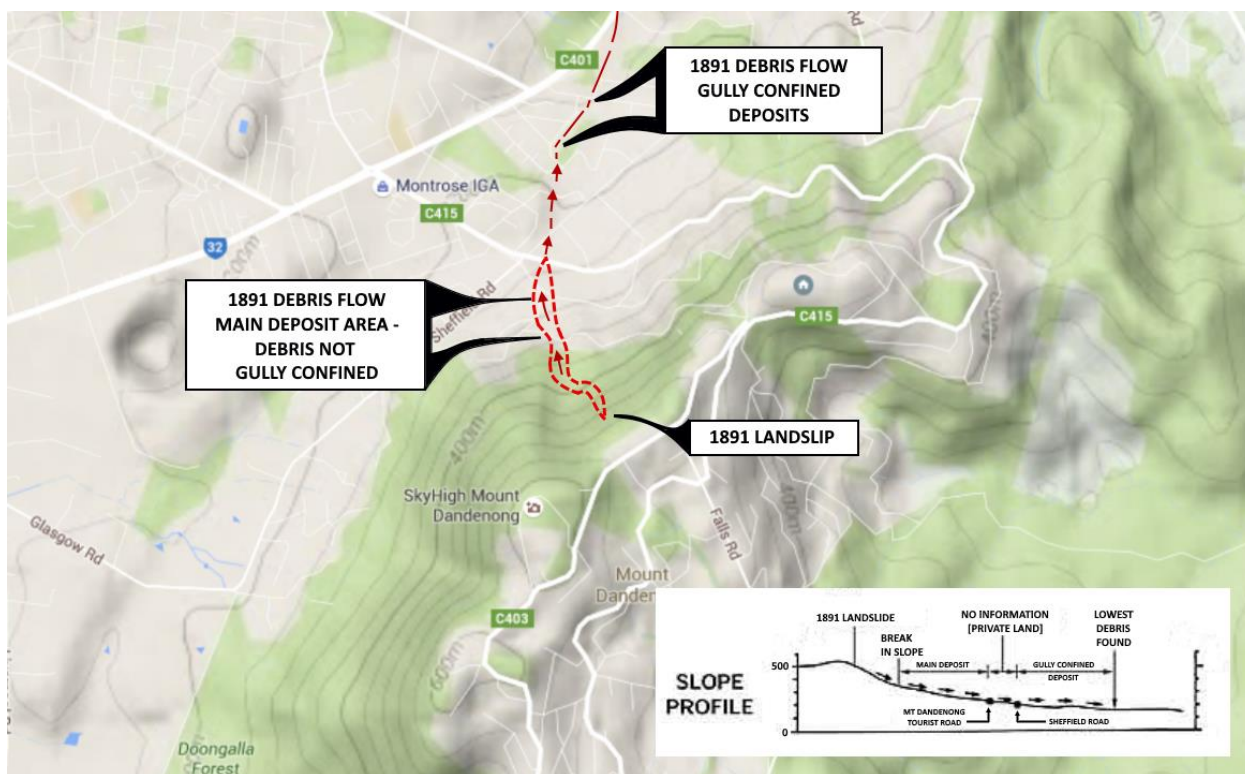 1891 DEBRIS FLOW
GULLY CONFINED
DEPOSITS
C401
Montrose IGA
C415
32
Sheffield Rd
1891 DEBRIS FLOW
MAIN DEPOSIT AREA -
DEBRIS NOT
GULLY CONFINED
C415
400m
1891 LANDSLIP
400m
SkyHigh Mount
Dandenong
Falls Rd
Glasgow Rd
Mount
C403
600m
Doongalla
Forest
SLOPE
PROFILE
500
0
1891 LANDSLIDE
BREAK
IN SLOPE
NO INFORMATION
[PRIVATE LAND]
LOWEST
DEBRIS
FOUND
MAIN DEPOSIT
GULLY CONFINED
DEPOSIT
MT DANDENONG
TOURIST ROAD
SHEFFIELD ROAD